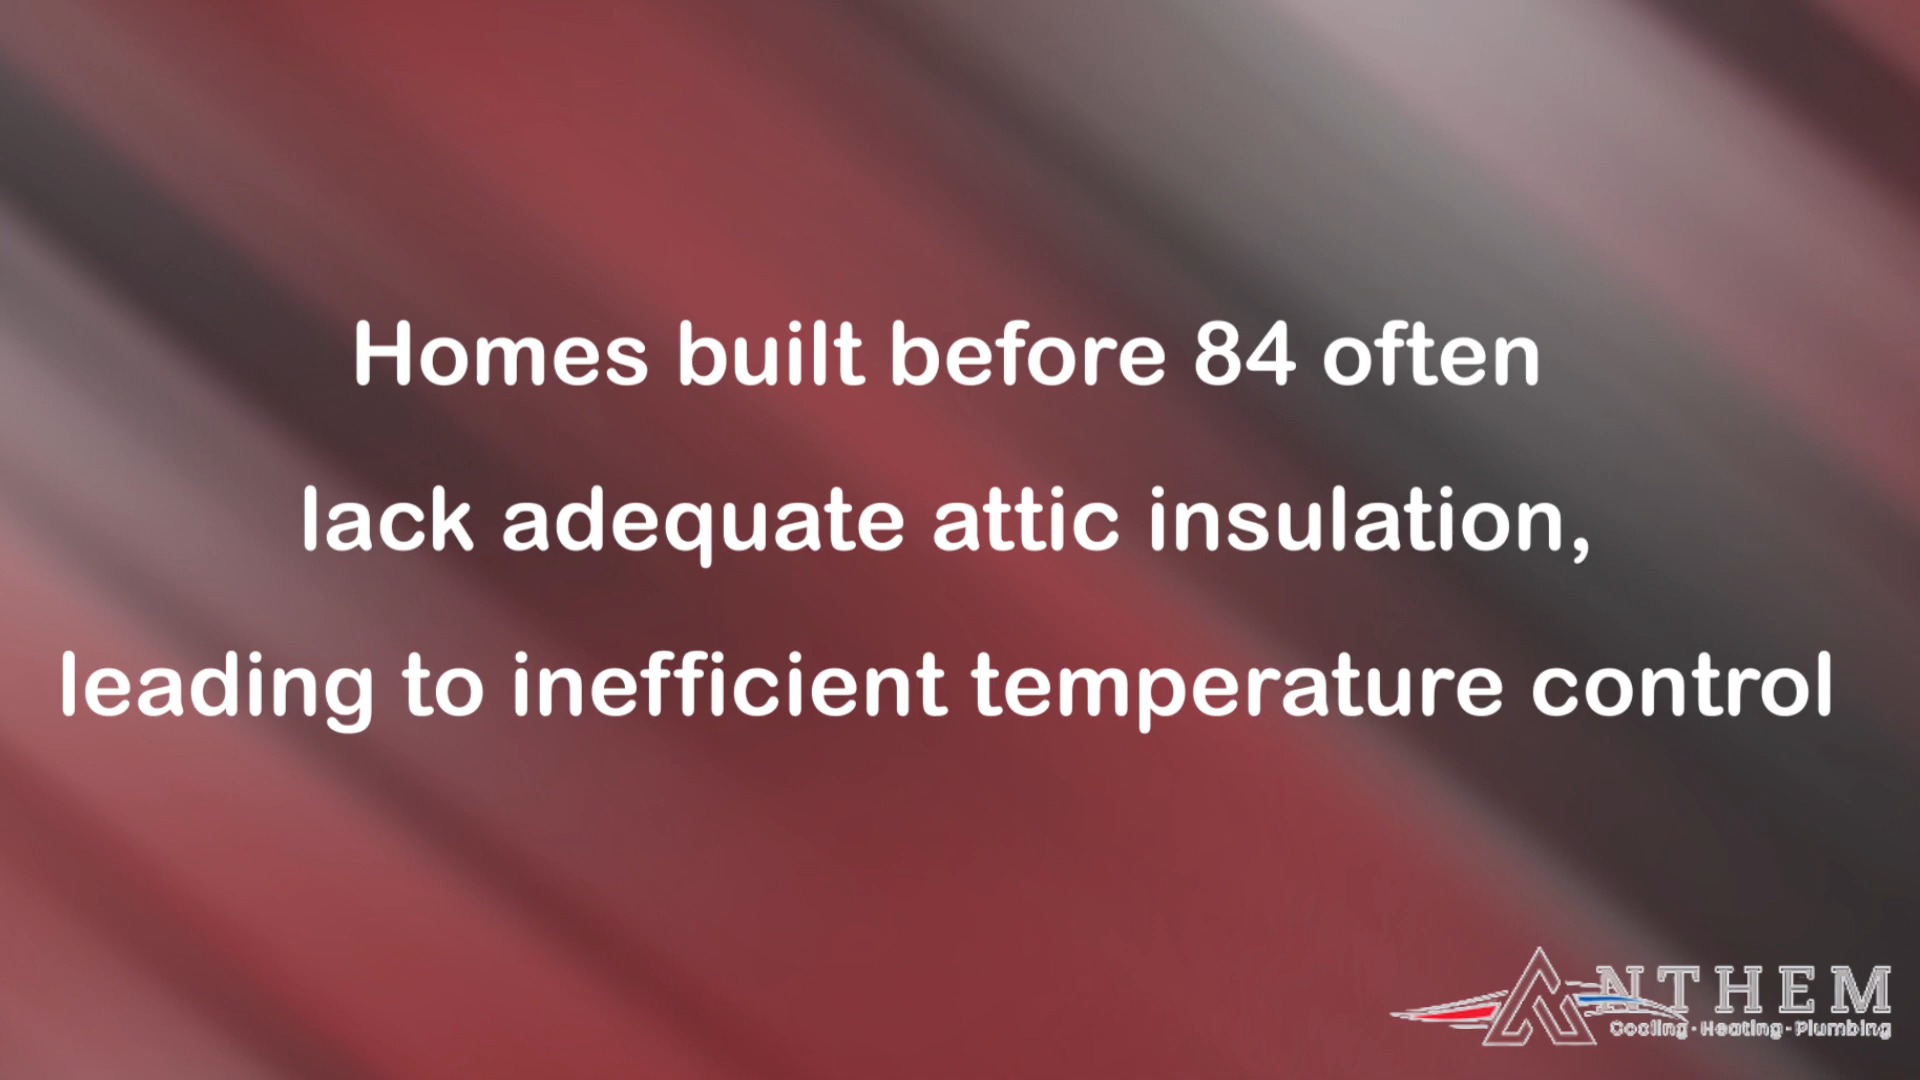 Homes built before 84 often
lack adequate attic insulation,
leading to inefficient temperature control
ANTHEM
Cooling · Heating · Plumbing